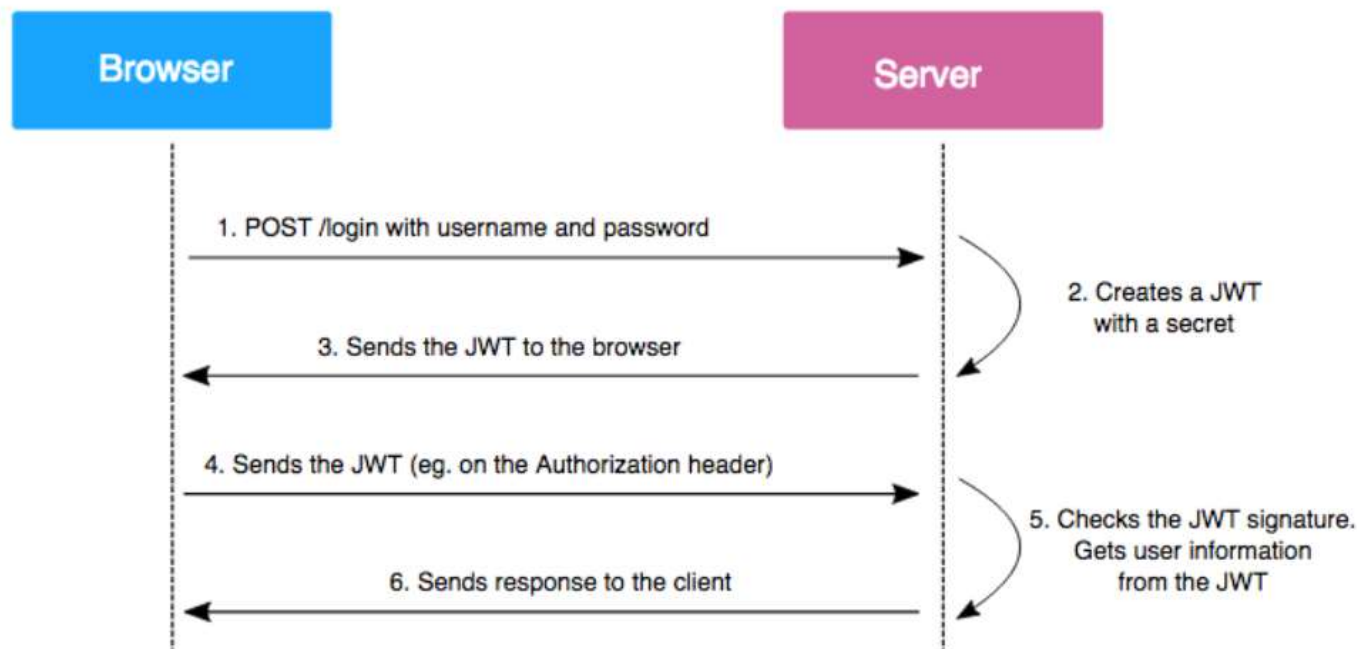 Browser
Server
1. POST /login with username and password
2. Creates a JWT
with a secret
3. Sends the JWT to the browser
4. Sends the JWT (eg. on the Authorization header)
5. Checks the JWT signature.
Gets user information
from the JWT
6. Sends response to the client